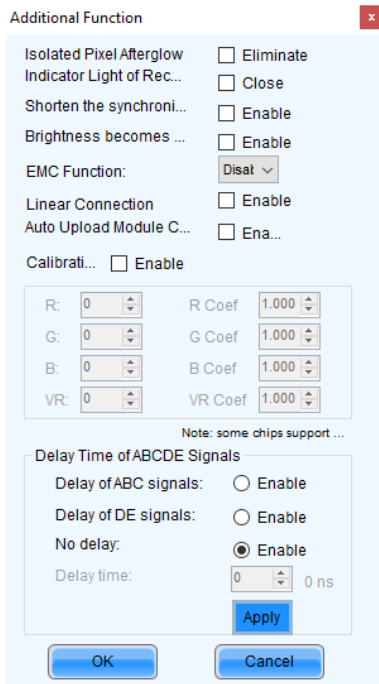 Additional Function x
Isolated Pixel Afterglow Eliminate
Indicator Light of Rec... Close
Shorten the synchroni... Enable
Brightness becomes ... Enable
EMC Function: Disat
Linear Connection Enable
Auto Upload Module C... Ena...
Calibrati... Enable
R: 0 R Coef 1.000
G: 0 G Coef 1.000
B: 0 B Coef 1.000
VR: 0 VR Coef 1.000
Note: some chips support ...
Delay Time of ABCDE Signals
Delay of ABC signals: Enable
Delay of DE signals: Enable
No delay: Enable
Delay time: 0 0 ns
Apply
OK Cancel